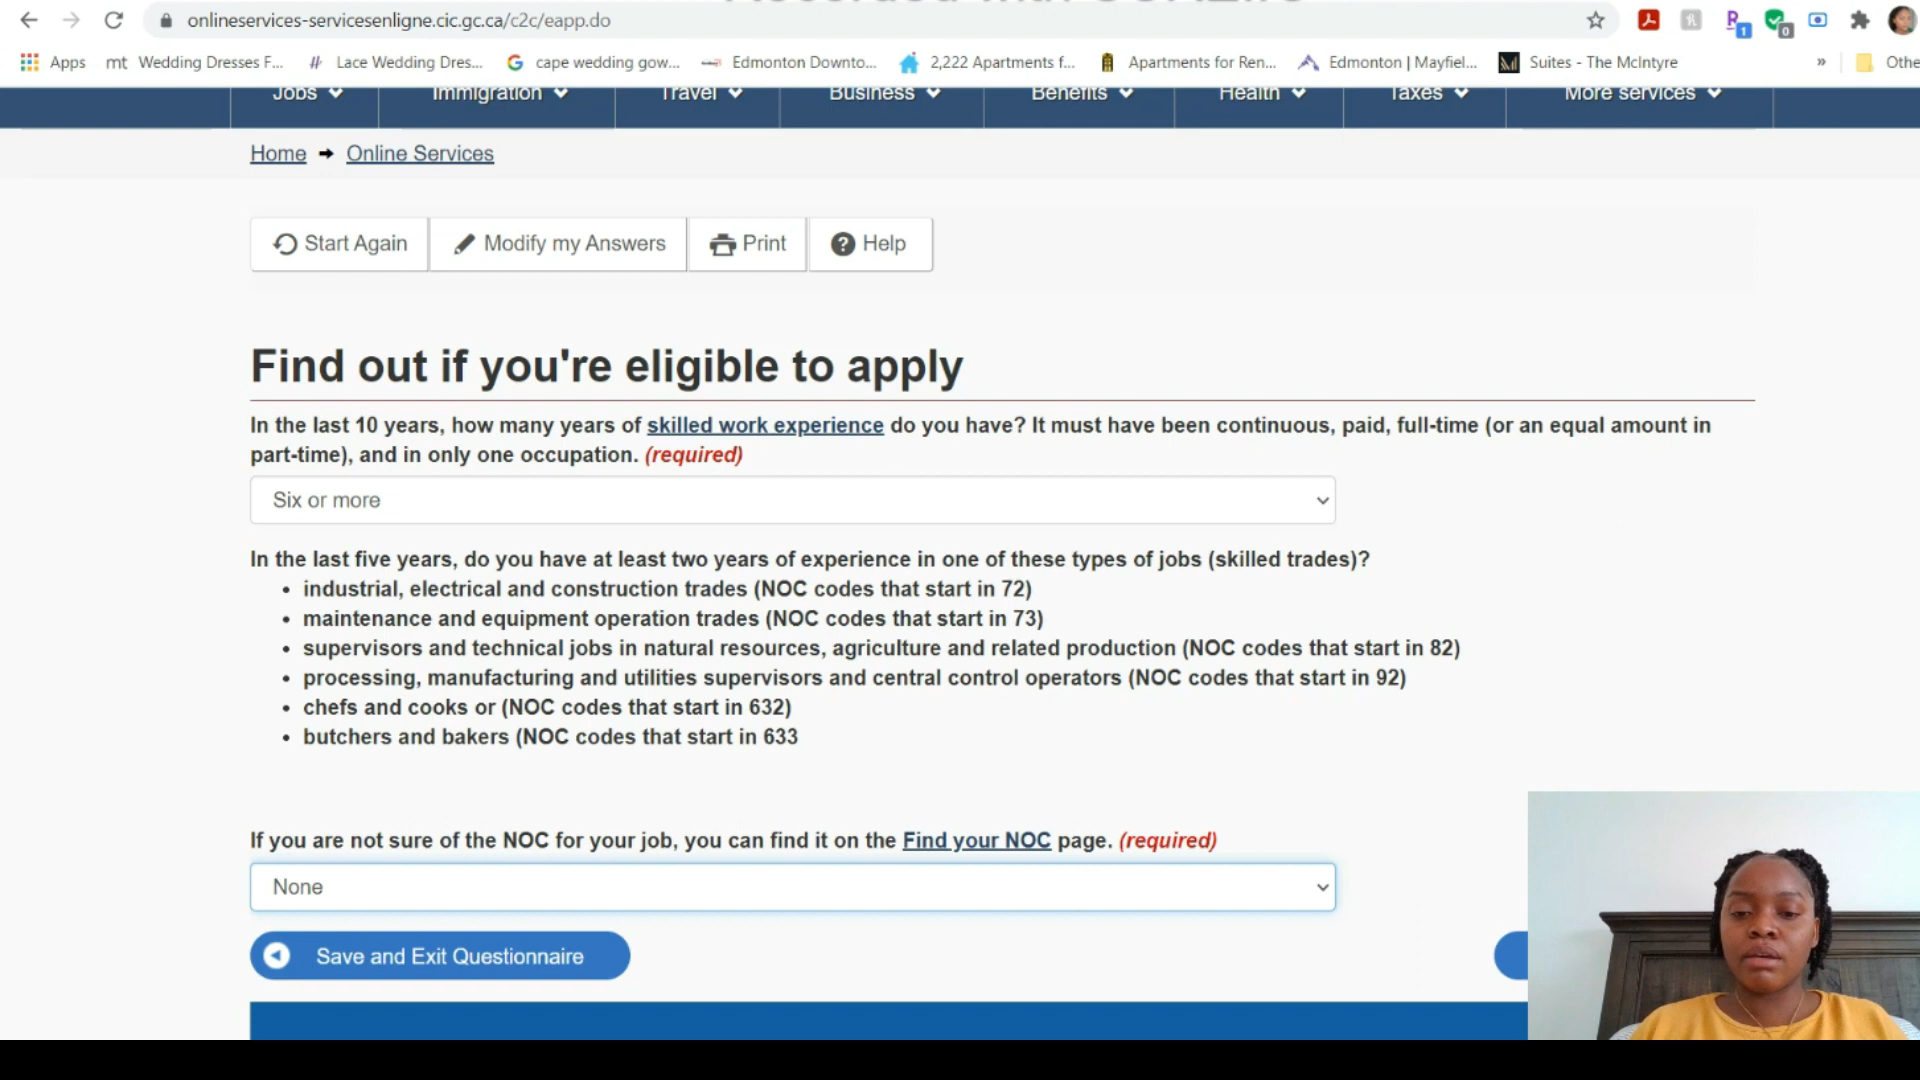 onlineservices-servicesenligne.cic.gc.ca/c2c/eapp.do
Apps mt Wedding Dresses F... Lace Wedding Dres... cape wedding gow... Edmonton Downto... 2,222 Apartments f... Apartments for Ren... Edmonton | Mayfiel... Suites - The McIntyre » Othe
Jobs Immigration Travel Business Benefits Health Taxes More services
Home Online Services
Start Again Modify my Answers Print Help
Find out if you're eligible to apply
In the last 10 years, how many years of skilled work experience do you have? It must have been continuous, paid, full-time (or an equal amount in
part-time), and in only one occupation. (required)
Six or more
In the last five years, do you have at least two years of experience in one of these types of jobs (skilled trades)?
• industrial, electrical and construction trades (NOC codes that start in 72)
• maintenance and equipment operation trades (NOC codes that start in 73)
• supervisors and technical jobs in natural resources, agriculture and related production (NOC codes that start in 82)
• processing, manufacturing and utilities supervisors and central control operators (NOC codes that start in 92)
• chefs and cooks or (NOC codes that start in 632)
• butchers and bakers (NOC codes that start in 633
If you are not sure of the NOC for your job, you can find it on the Find your NOC page. (required)
None
Save and Exit Questionnaire